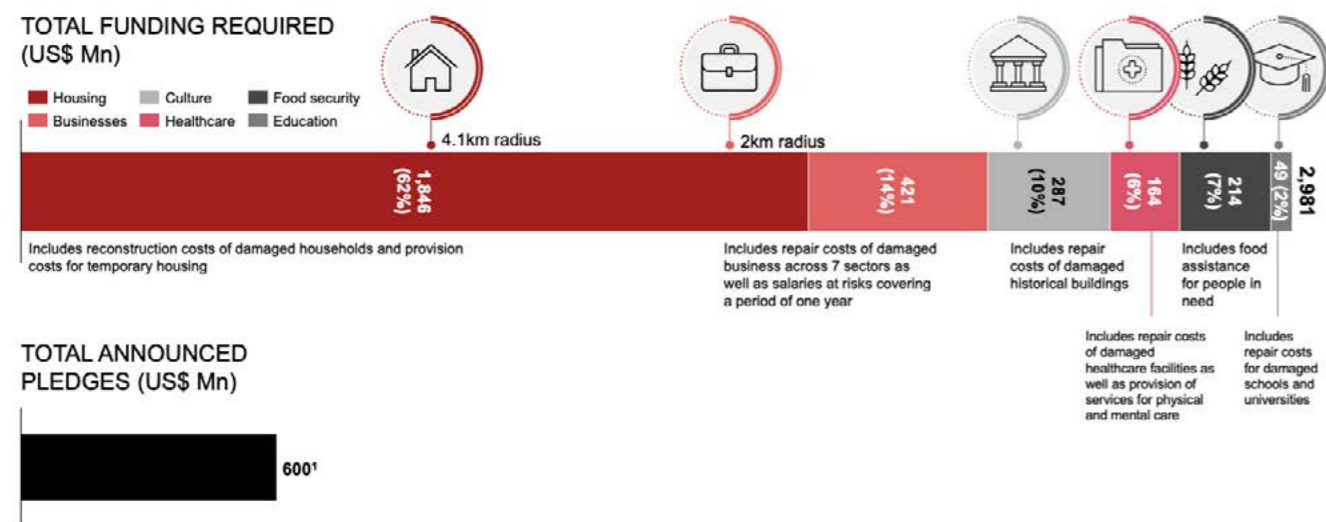 TOTAL FUNDING REQUIRED
(US$ Mn)
Housing
Culture
Food security
Businesses
Healthcare
Education
4.1km radius
2km radius
1,846
(62%)
421
(14%)
287
(10%)
164
(6%)
214
(7%)
49 (2%)
2,981
Includes reconstruction costs of damaged households and provision
costs for temporary housing
Includes repair costs of damaged
business across 7 sectors as
well as salaries at risks covering
a period of one year
Includes repair
costs of damaged
historical buildings
Includes food
assistance
for people in
need
Includes repair costs
of damaged
healthcare facilities as
well as provision of
services for physical
and mental care
Includes
repair costs
for damaged
schools and
universities
TOTAL ANNOUNCED
PLEDGES (US$ Mn)
600¹